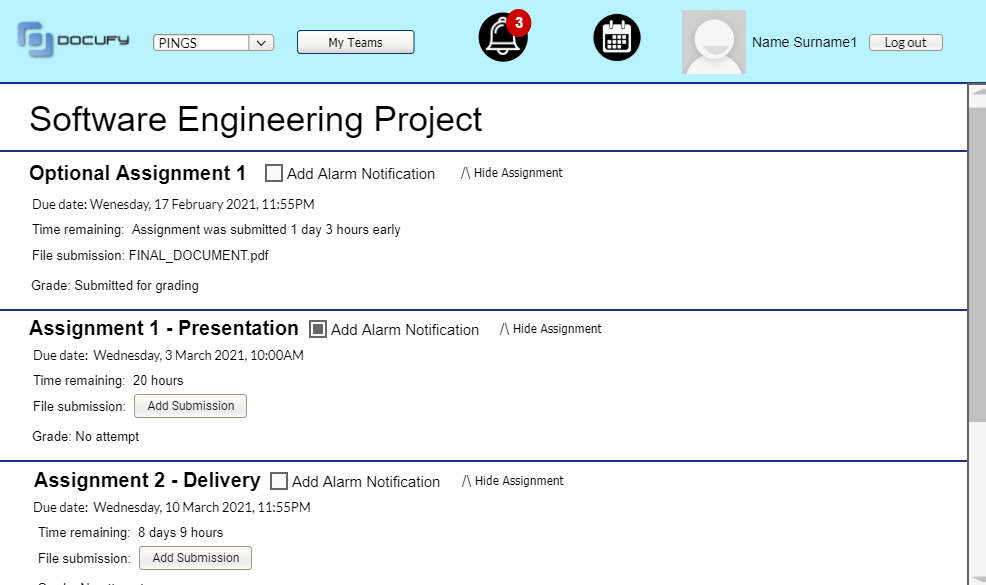 DOCUFY
PINGS
My Teams
3
Name Surname1
Log out
Software Engineering Project
Optional Assignment 1
Add Alarm Notification
/\ Hide Assignment
Due date: Wenesday, 17 February 2021, 11:55PM
Time remaining: Assignment was submitted 1 day 3 hours early
File submission: FINAL_DOCUMENT.pdf
Grade: Submitted for grading
Assignment 1 - Presentation
Add Alarm Notification
/\ Hide Assignment
Due date: Wednesday, 3 March 2021, 10:00AM
Time remaining: 20 hours
File submission: Add Submission
Grade: No attempt
Assignment 2 - Delivery
Add Alarm Notification
/\ Hide Assignment
Due date: Wednesday, 10 March 2021, 11:55PM
Time remaining: 8 days 9 hours
File submission: Add Submission